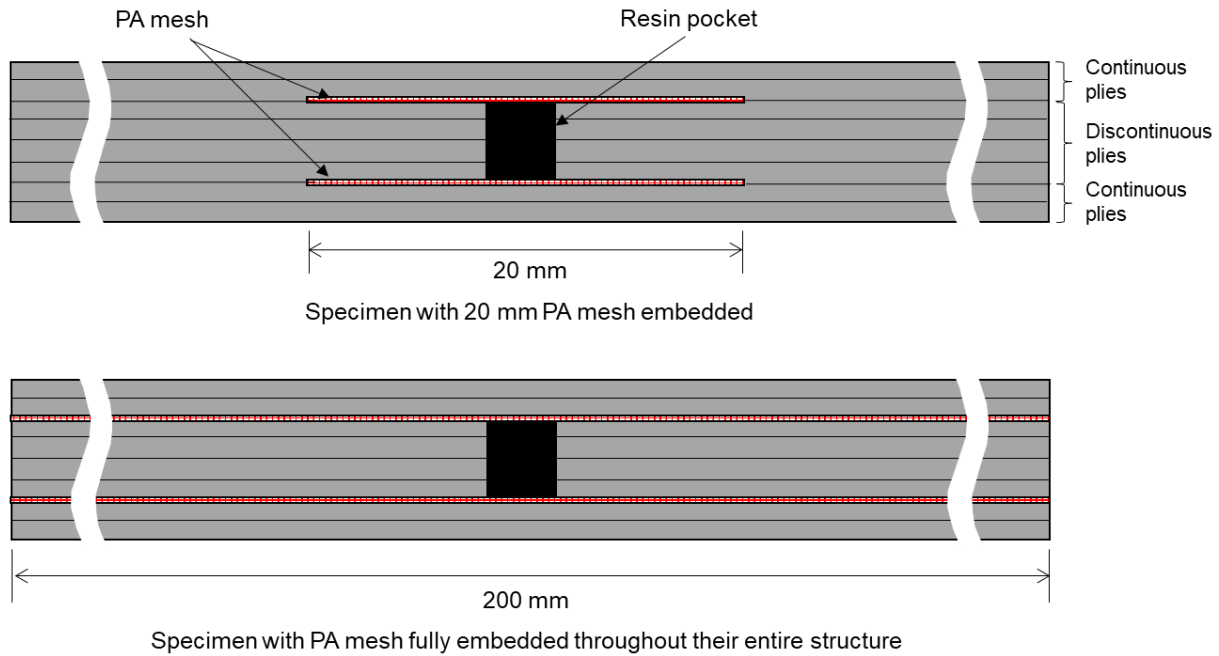 PA mesh
Resin pocket
Continuous
plies
Discontinuous
plies
Continuous
plies
20 mm
Specimen with 20 mm PA mesh embedded
200 mm
Specimen with PA mesh fully embedded throughout their entire structure